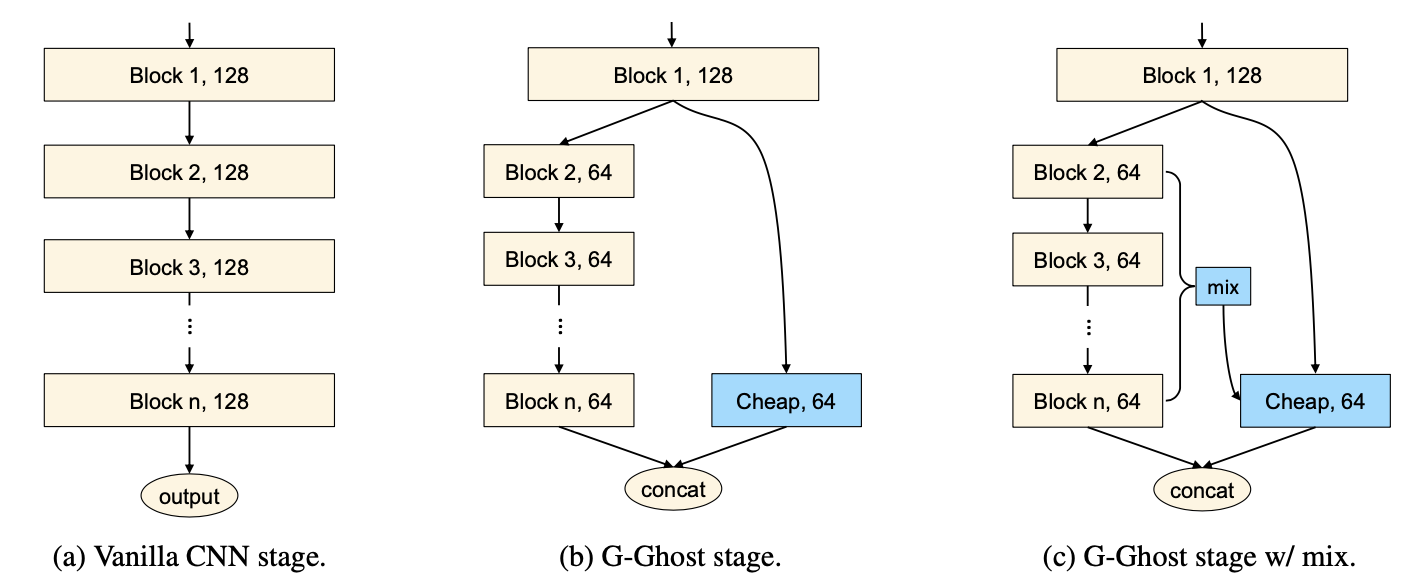 Block 1, 128
Block 2, 128
Block 3, 128
...
Block n, 128
output
(a) Vanilla CNN stage.
Block 1, 128
Block 2, 64
Block 3, 64
...
Block n, 64
Cheap, 64
concat
(b) G-Ghost stage.
Block 1, 128
Block 2, 64
Block 3, 64
mix
...
Block n, 64
Cheap, 64
concat
(c) G-Ghost stage w/ mix.